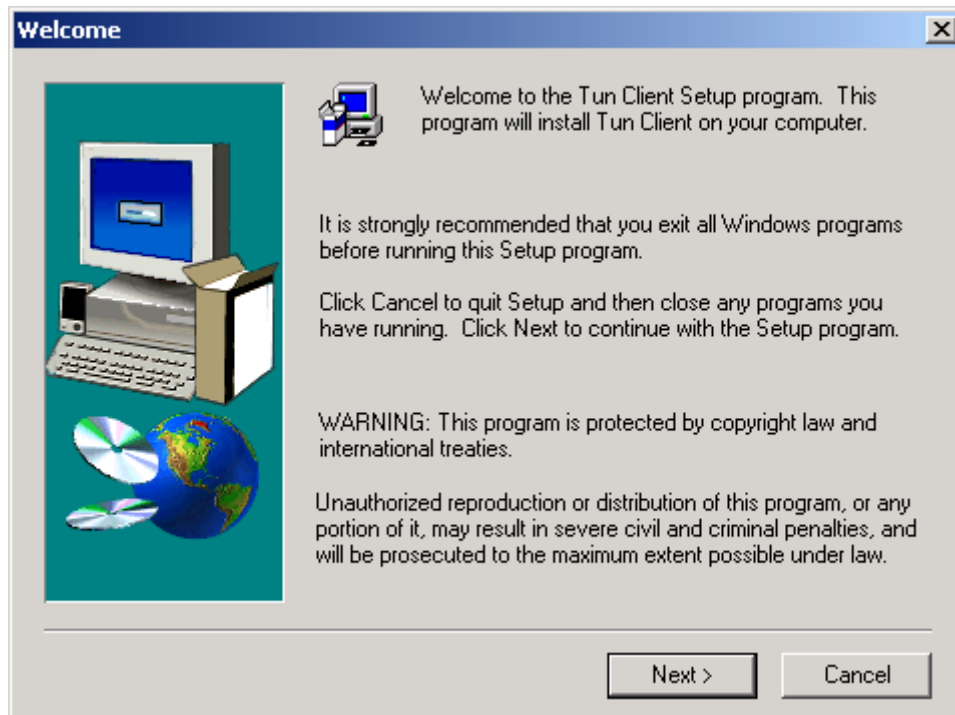 Welcome
Welcome to the Tun Client Setup program.  This
program will install Tun Client on your computer.
It is strongly recommended that you exit all Windows programs
before running this Setup program.
Click Cancel to quit Setup and then close any programs you
have running.  Click Next to continue with the Setup program.
WARNING: This program is protected by copyright law and
international treaties.
Unauthorized reproduction or distribution of this program, or any
portion of it, may result in severe civil and criminal penalties, and
will be prosecuted to the maximum extent possible under law.
Next >
Cancel